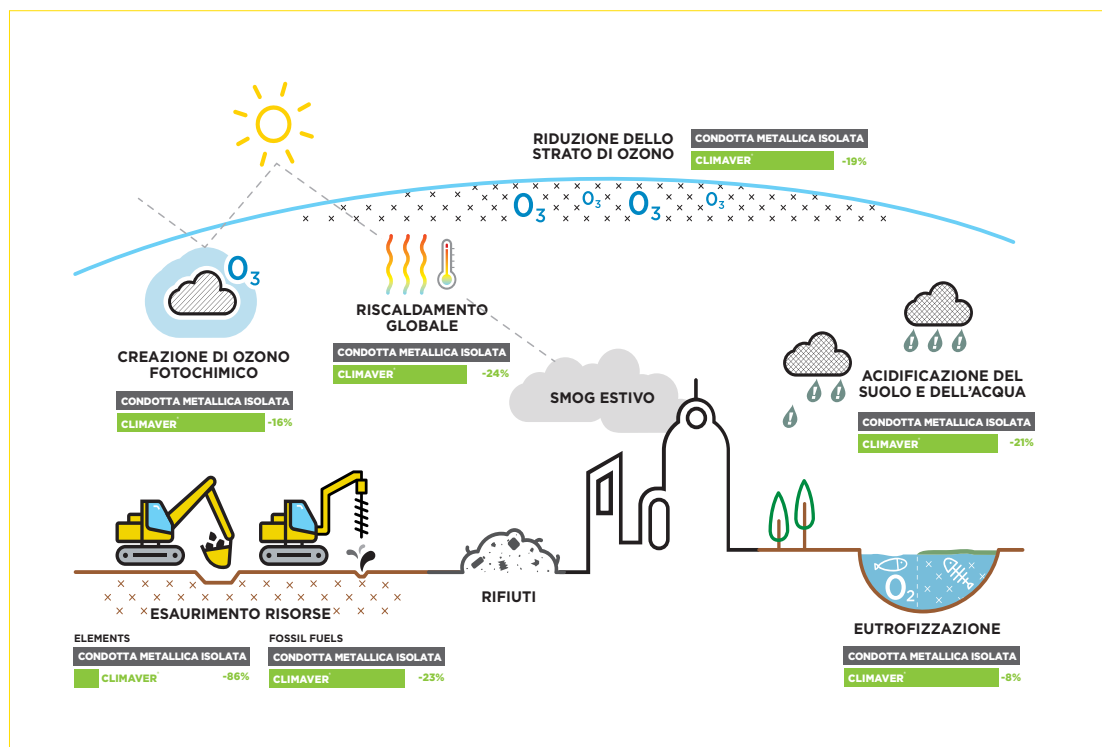 RIDUZIONE DELLO
STRATO DI OZONO
CONDOTTA METALLICA ISOLATA
CLIMAVER*
-19%
O3 O3 O3 O3
O3
RISCALDAMENTO
GLOBALE
CONDOTTA METALLICA ISOLATA
CLIMAVER*
-24%
CREAZIONE DI OZONO
FOTOCHIMICO
CONDOTTA METALLICA ISOLATA
CLIMAVER*
-16%
SMOG ESTIVO
ACIDIFICAZIONE DEL
SUOLO E DELL'ACQUA
CONDOTTA METALLICA ISOLATA
CLIMAVER*
-21%
ESAURIMENTO RISORSE
ELEMENTS
CONDOTTA METALLICA ISOLATA
CLIMAVER*
-86%
FOSSIL FUELS
CONDOTTA METALLICA ISOLATA
CLIMAVER*
-23%
RIFIUTI
O2
EUTROFIZZAZIONE
CONDOTTA METALLICA ISOLATA
CLIMAVER*
-8%